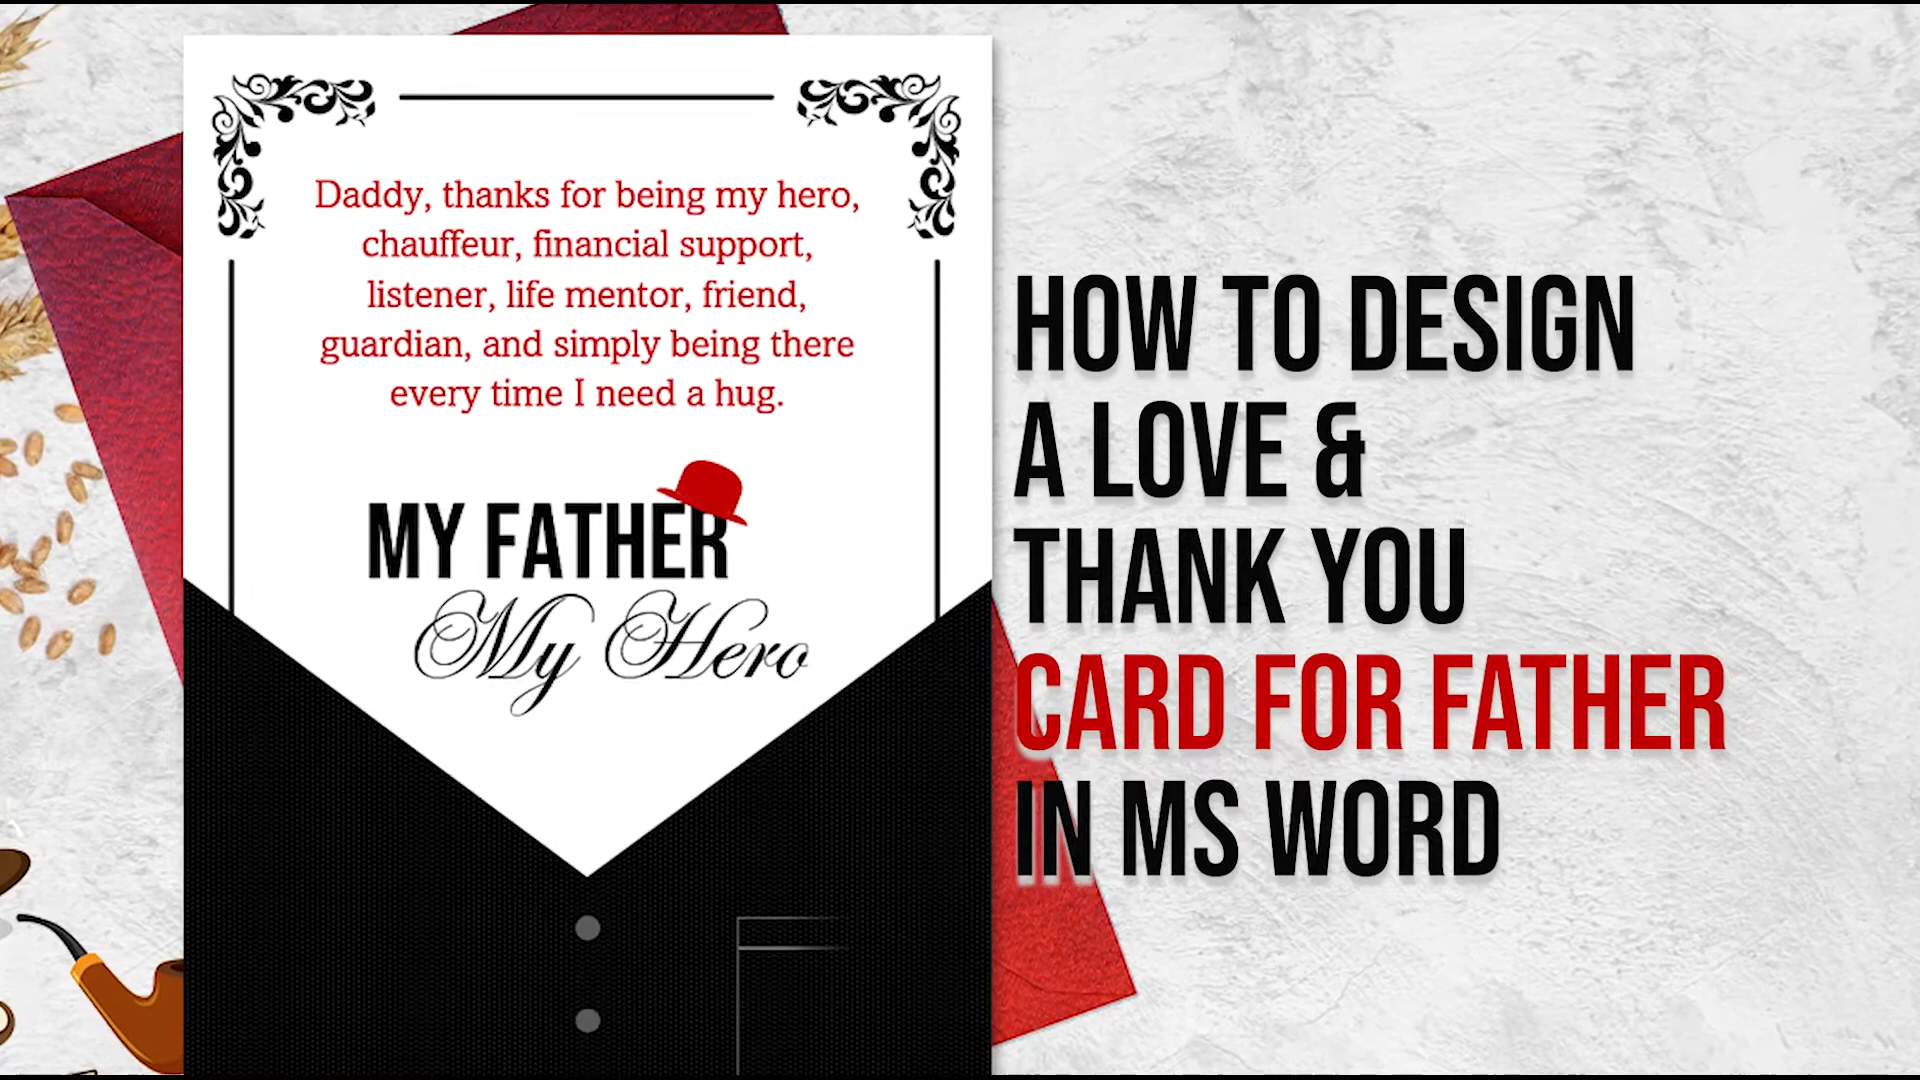 Daddy, thanks for being my hero,
chauffeur, financial support,
listener, life mentor, friend,
guardian, and simply being there
every time I need a hug.
MY FATHER
My Hero
HOW TO DESIGN
A LOVE &
THANK YOU
CARD FOR FATHER
IN MS WORD